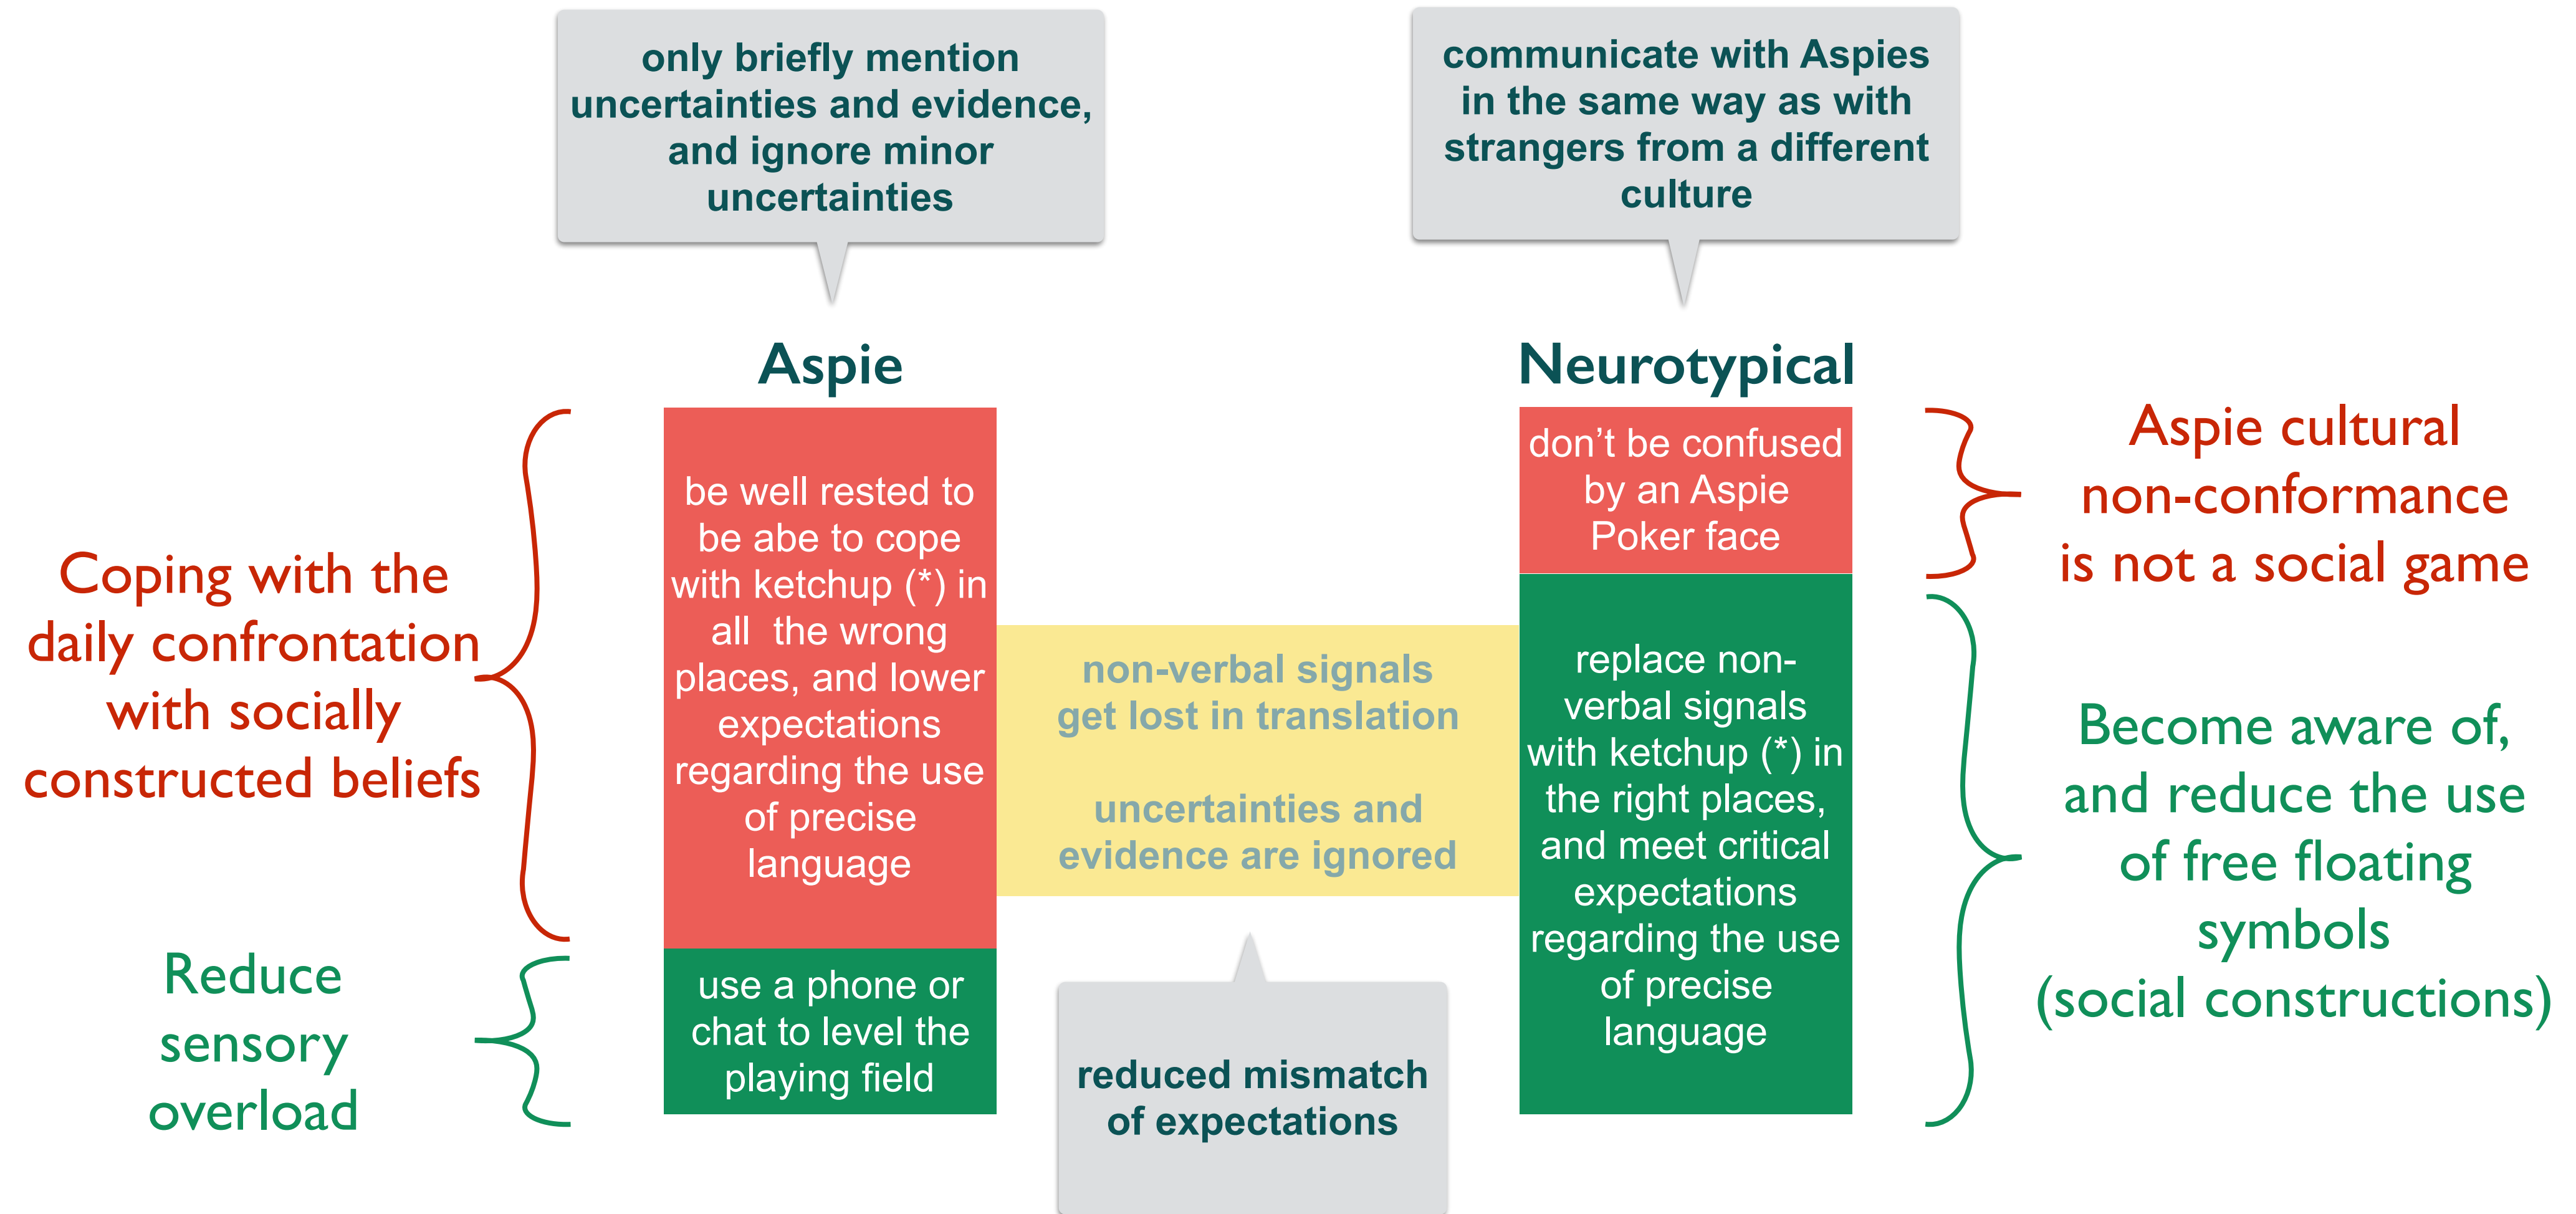 only briefly mention
uncertainties and evidence,
and ignore minor
uncertainties
communicate with Aspies
in the same way as with
strangers from a different
culture
Aspie
Neurotypical
Coping with the
daily confrontation
with socially
constructed beliefs
Reduce
sensory
overload
be well rested to
be abe to cope
with ketchup (*) in
all the wrong
places, and lower
expectations
regarding the use
of precise
language
use a phone or
chat to level the
playing field
non-verbal signals
get lost in translation
uncertainties and
evidence are ignored
reduced mismatch
of expectations
don't be confused
by an Aspie
Poker face
replace non-
verbal signals
with ketchup (*) in
the right places,
and meet critical
expectations
regarding the use
of precise
language
Aspie cultural
non-conformance
is not a social game
Become aware of,
and reduce the use
of free floating
symbols
(social constructions)